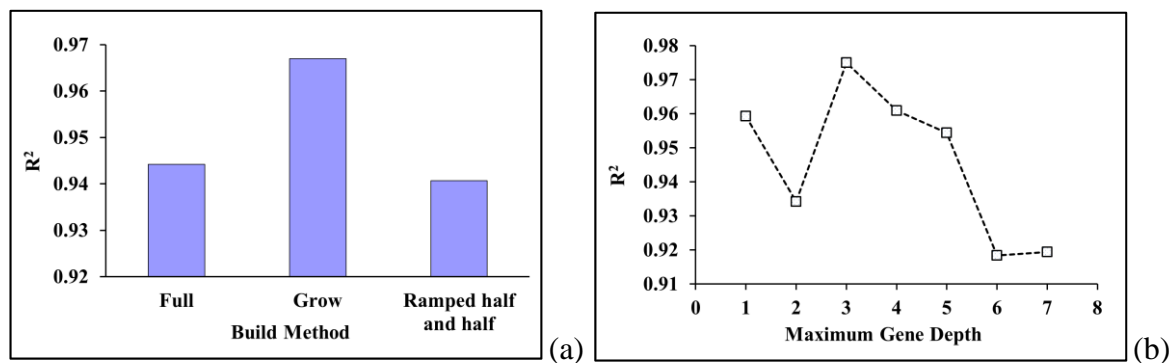 0.97
0.96
0.95
0.94
0.93
0.92
R²
Full
Grow
Ramped half
and half
Build Method
(a)
0.98
0.97
0.96
0.95
0.94
0.93
0.92
0.91
R²
0 1 2 3 4 5 6 7 8
Maximum Gene Depth
(b)